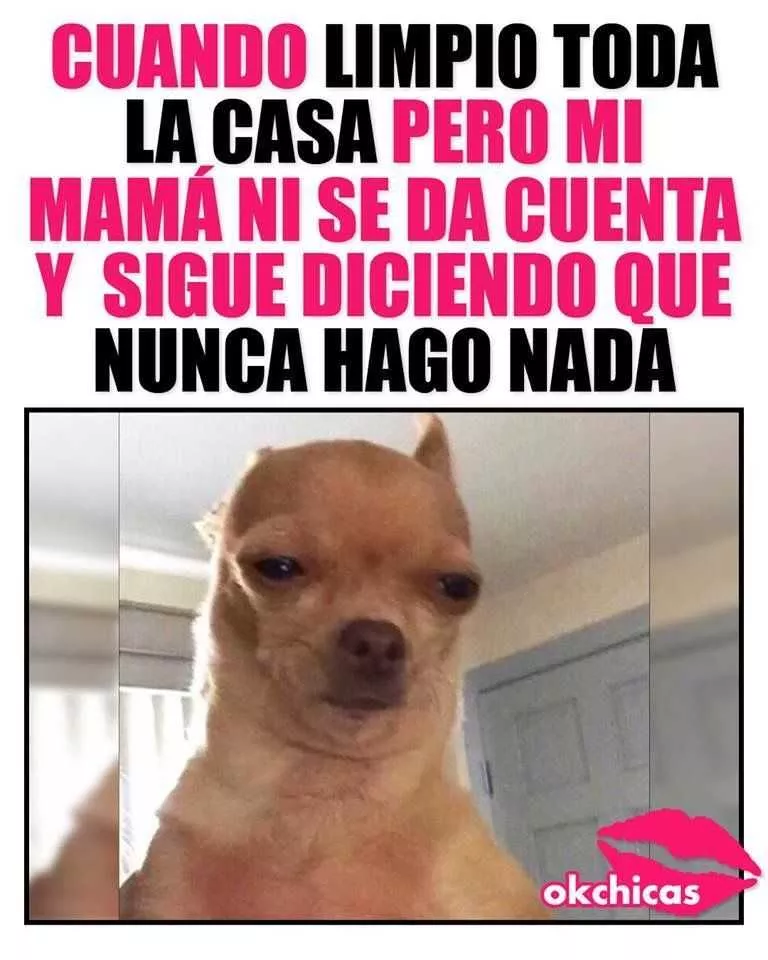 CUANDO LIMPIO TODA
LA CASA PERO MI
MAMÁ NI SE DA CUENTA
Y SIGUE DICIENDO QUE
NUNCA HAGO NADA
okchicas